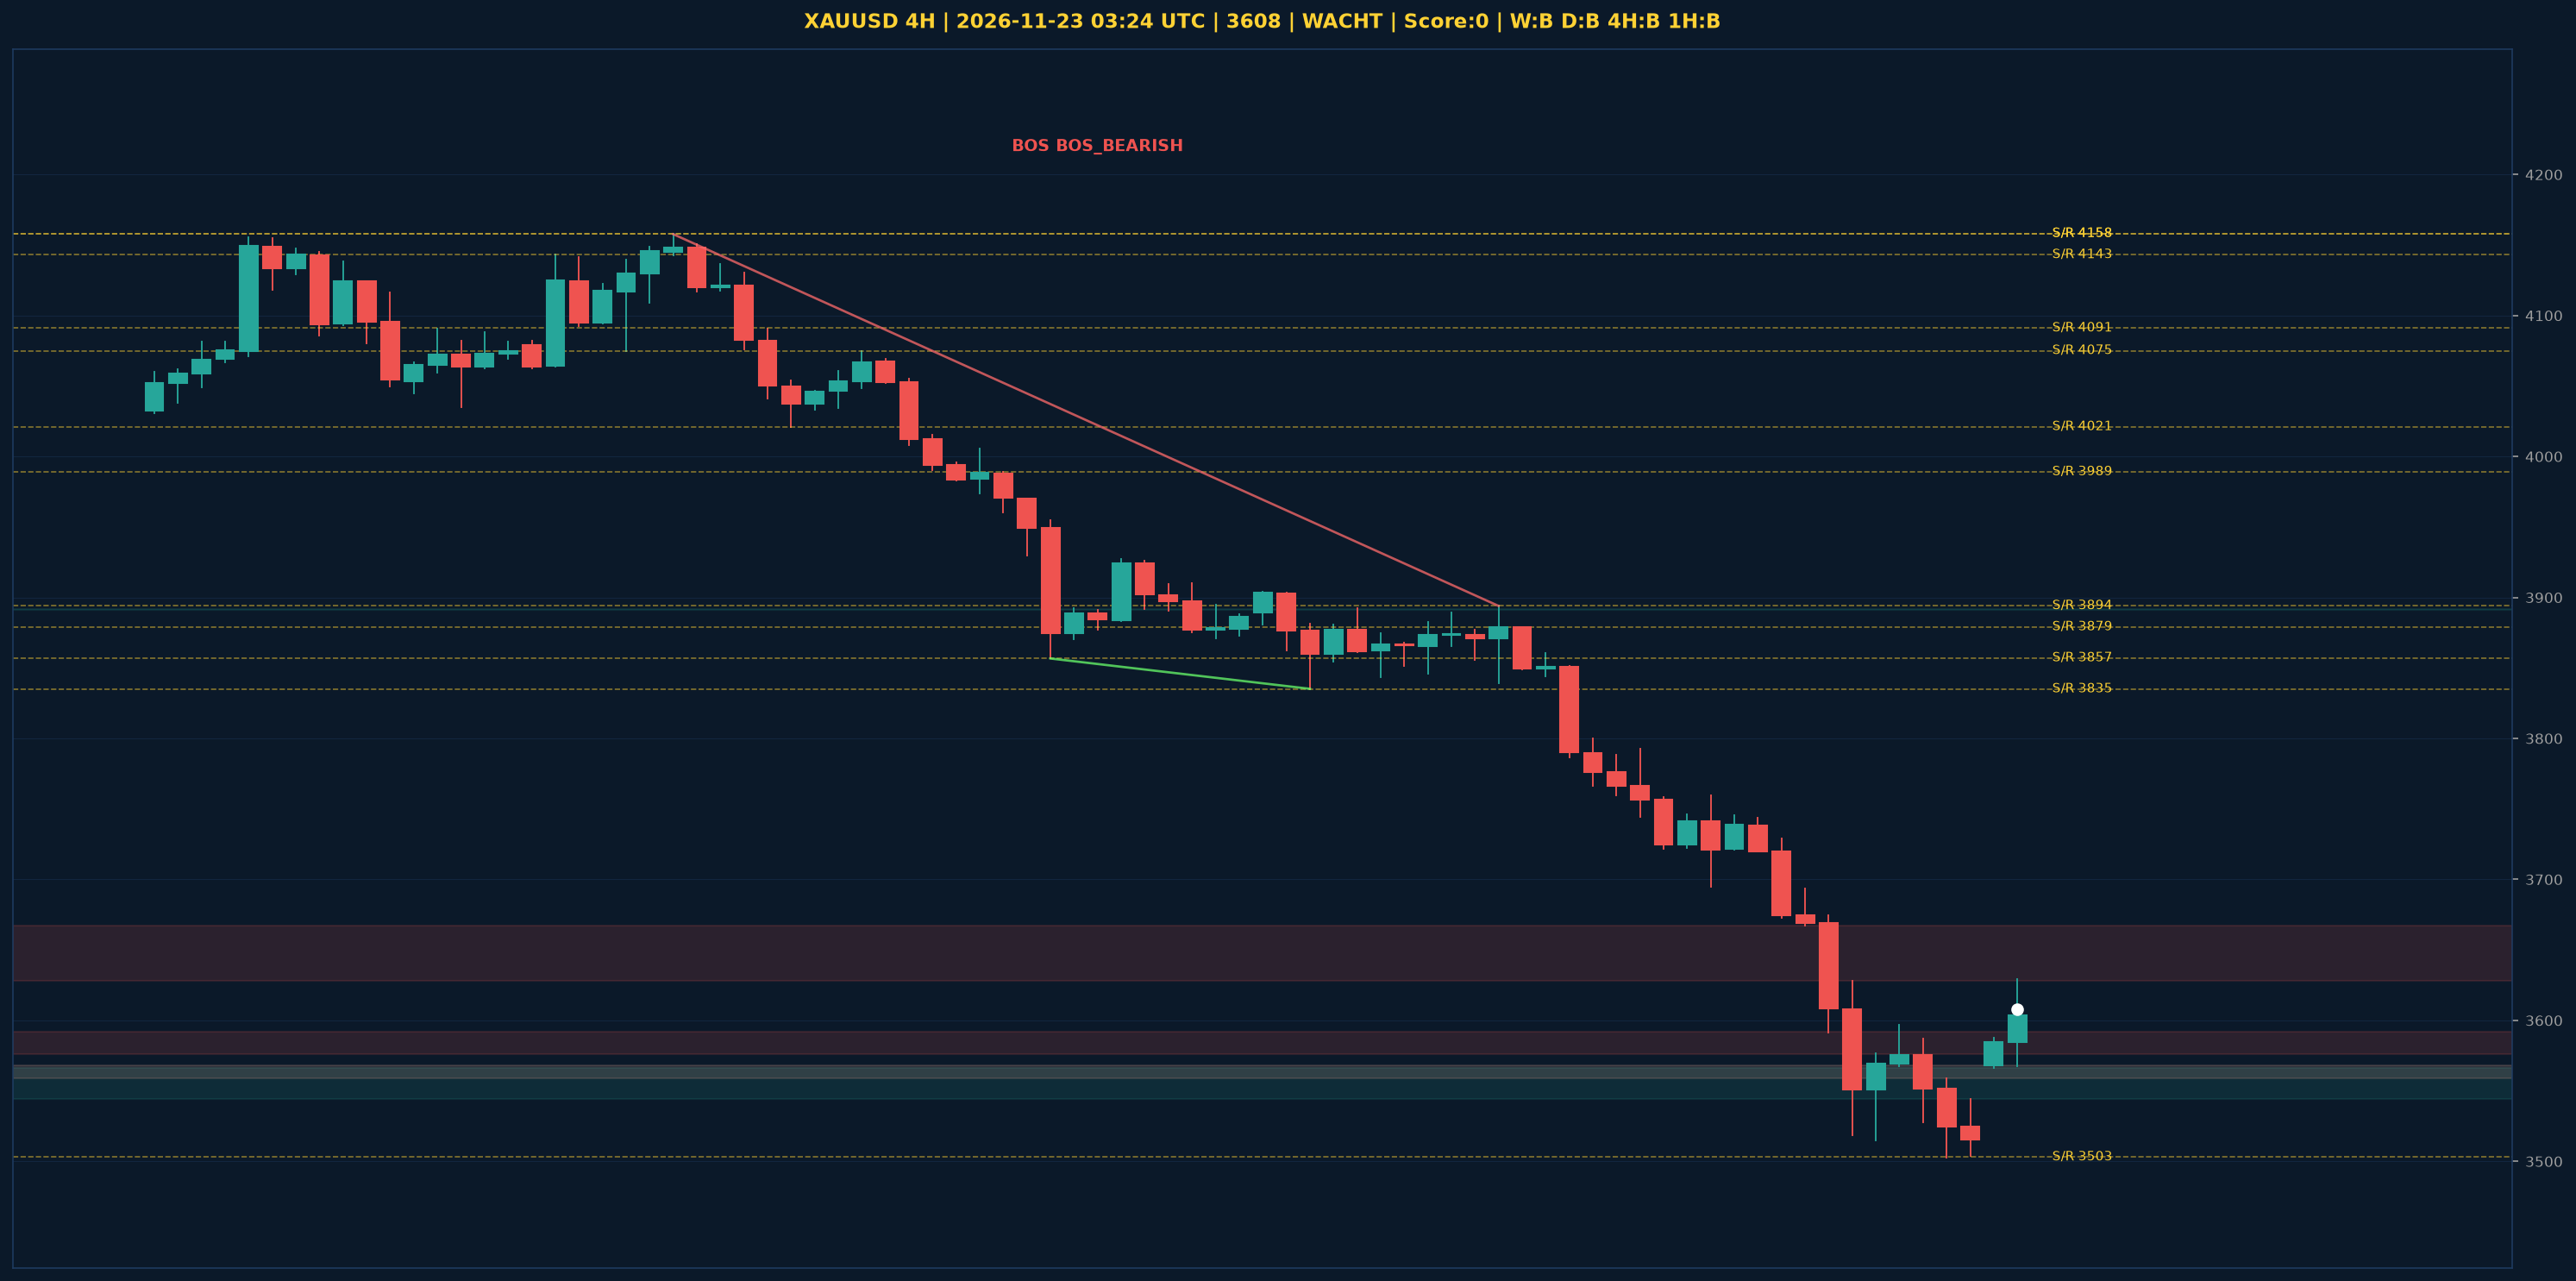 XAUUSD 4H | 2026-11-23 03:24 UTC | 3608 | WACHT | Score:0 | W:B D:B 4H:B 1H:B
BOS BOS_BEARISH
4200
S/R 4158
S/R 4143
4100
S/R 4091
S/R 4075
S/R 4021
4000
S/R 3989
3900
S/R 3894
S/R 3879
S/R 3857
S/R 3835
3800
3700
3600
S/R 3503
3500